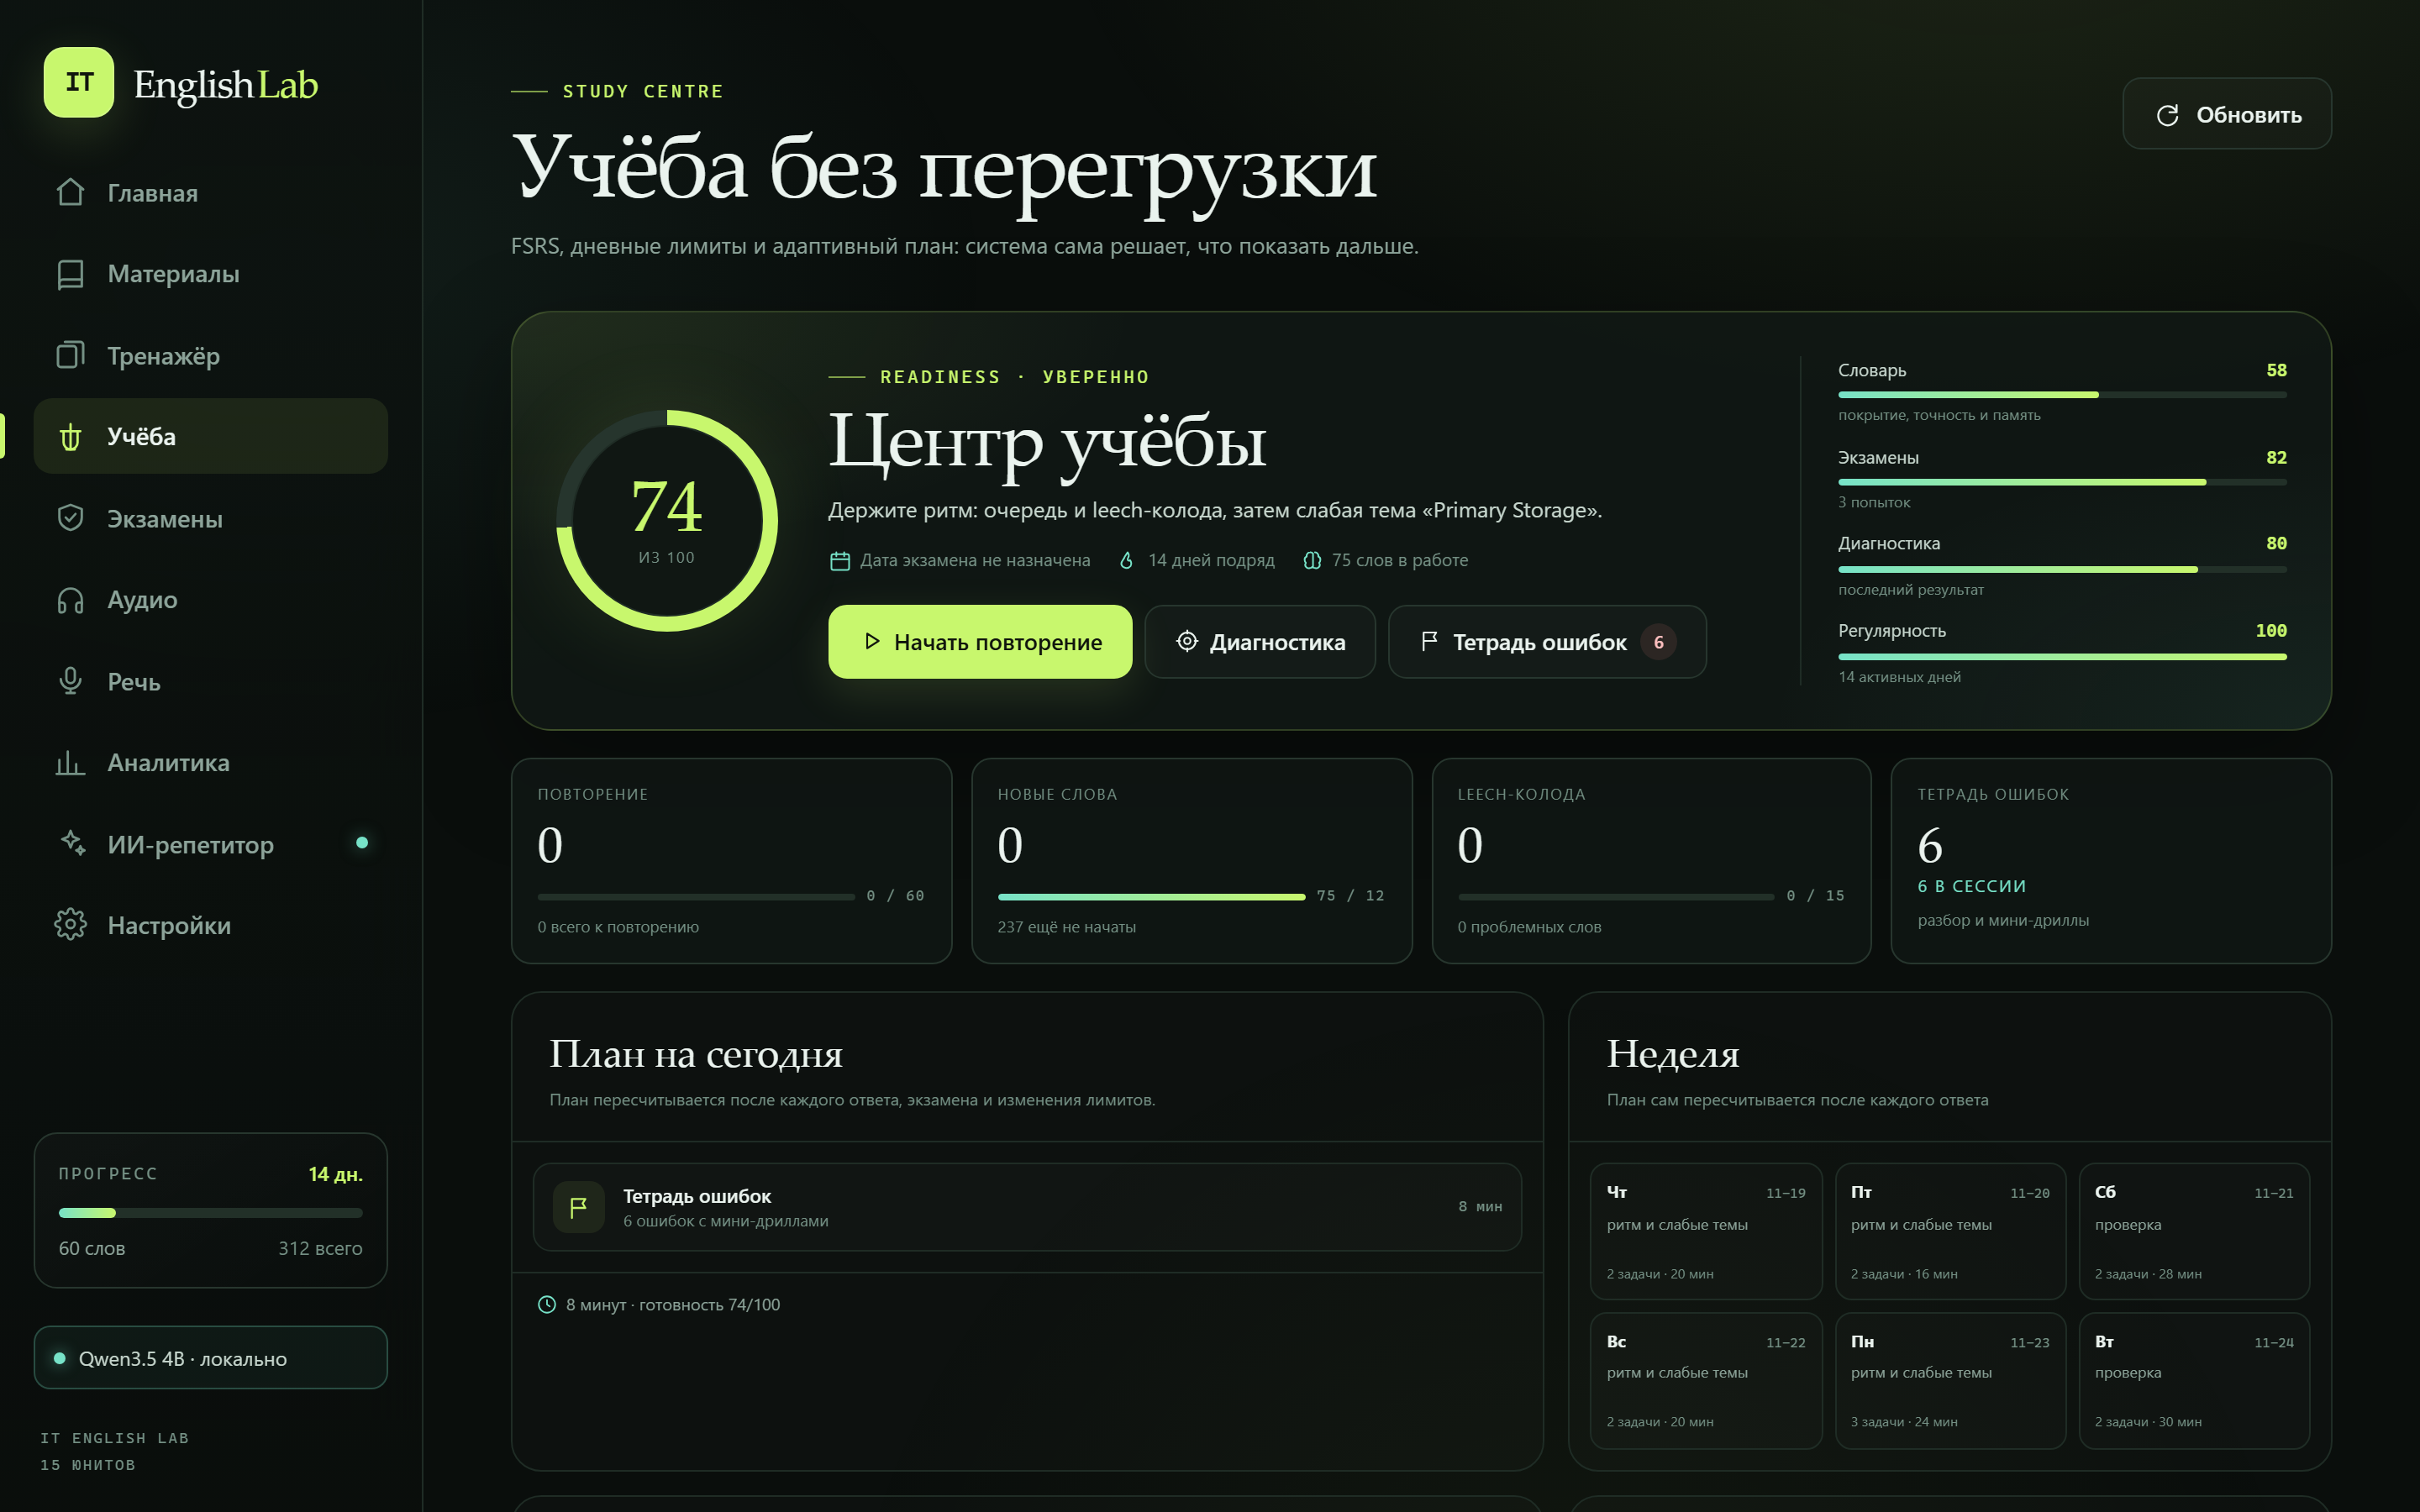 IT
EnglishLab
Главная
Материалы
Тренажёр
Учёба
Экзамены
Аудио
Речь
Аналитика
ИИ-репетитор
Настройки
ПРОГРЕСС 14 дн.
60 слов 312 всего
Qwen3.5 4B · локально
IT ENGLISH LAB
15 ЮНИТОВ
STUDY CENTRE
Учёба без перегрузки
FSRS, дневные лимиты и адаптивный план: система сама решает, что показать дальше.
Обновить
74
ИЗ 100
READINESS · УВЕРЕННО
Центр учёбы
Держите ритм: очередь и leech-колода, затем слабая тема «Primary Storage».
Дата экзамена не назначена 14 дней подряд 75 слов в работе
Начать повторение Диагностика Тетрадь ошибок 6
Словарь 58
покрытие, точность и память
Экзамены 82
3 попыток
Диагностика 80
последний результат
Регулярность 100
14 активных дней
ПОВТОРЕНИЕ
0
0 / 60
0 всего к повторению
НОВЫЕ СЛОВА
0
75 / 12
237 ещё не начаты
LEECH-КОЛОДА
0
0 / 15
0 проблемных слов
ТЕТРАДЬ ОШИБОК
6
6 В СЕССИИ
разбор и мини-дриллы
План на сегодня
План пересчитывается после каждого ответа, экзамена и изменения лимитов.
Тетрадь ошибок
6 ошибок с мини-дриллами
8 мин
8 минут · готовность 74/100
Неделя
План сам пересчитывается после каждого ответа
Чт 11-19
ритм и слабые темы
2 задачи · 20 мин
Пт 11-20
ритм и слабые темы
2 задачи · 16 мин
Сб 11-21
проверка
2 задачи · 28 мин
Вс 11-22
ритм и слабые темы
2 задачи · 20 мин
Пн 11-23
ритм и слабые темы
3 задачи · 24 мин
Вт 11-24
проверка
2 задачи · 30 мин